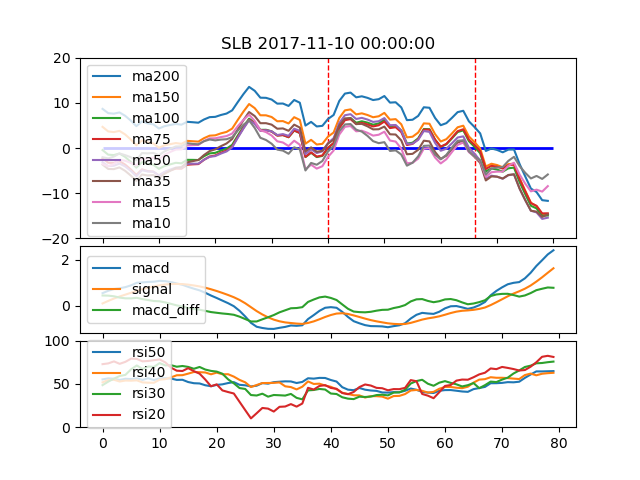 SLB 2017-11-10 00:00:00
20
10
0
−10
−20
ma200
ma150
ma100
ma75
ma50
ma35
ma15
ma10
2
0
macd
signal
macd_diff
100
50
0
rsi50
rsi40
rsi30
rsi20
0 10 20 30 40 50 60 70 80